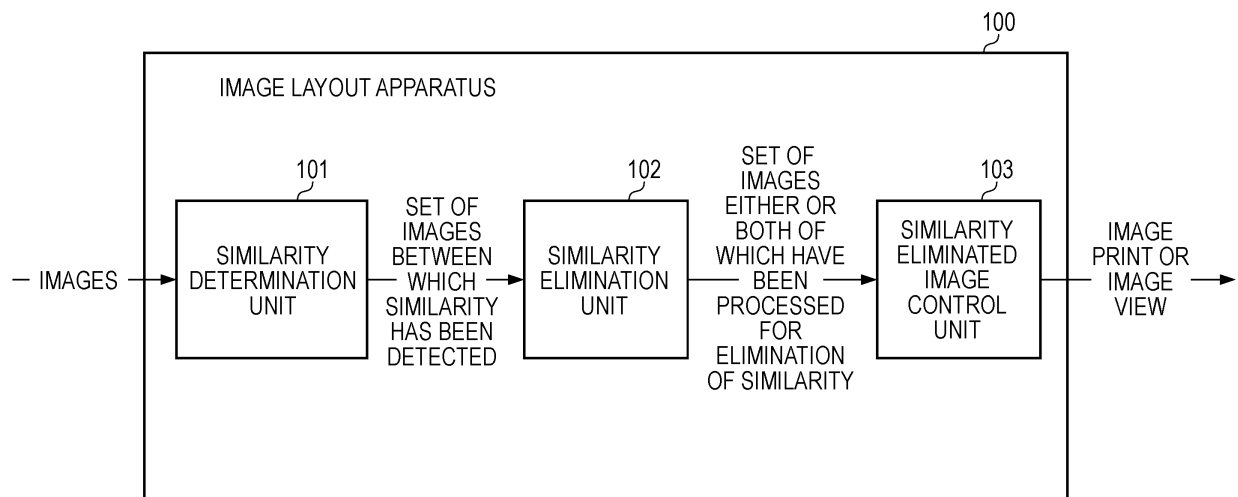 100
IMAGE LAYOUT APPARATUS
IMAGES
101
SIMILARITY
DETERMINATION
UNIT
SET OF
IMAGES
BETWEEN
WHICH
SIMILARITY
HAS BEEN
DETECTED
102
SIMILARITY
ELIMINATION
UNIT
SET OF
IMAGES
EITHER OR
BOTH OF
WHICH HAVE
BEEN
PROCESSED
FOR
ELIMINATION
OF SIMILARITY
103
SIMILARITY
ELIMINATED
IMAGE
CONTROL
UNIT
IMAGE
PRINT OR
IMAGE
VIEW